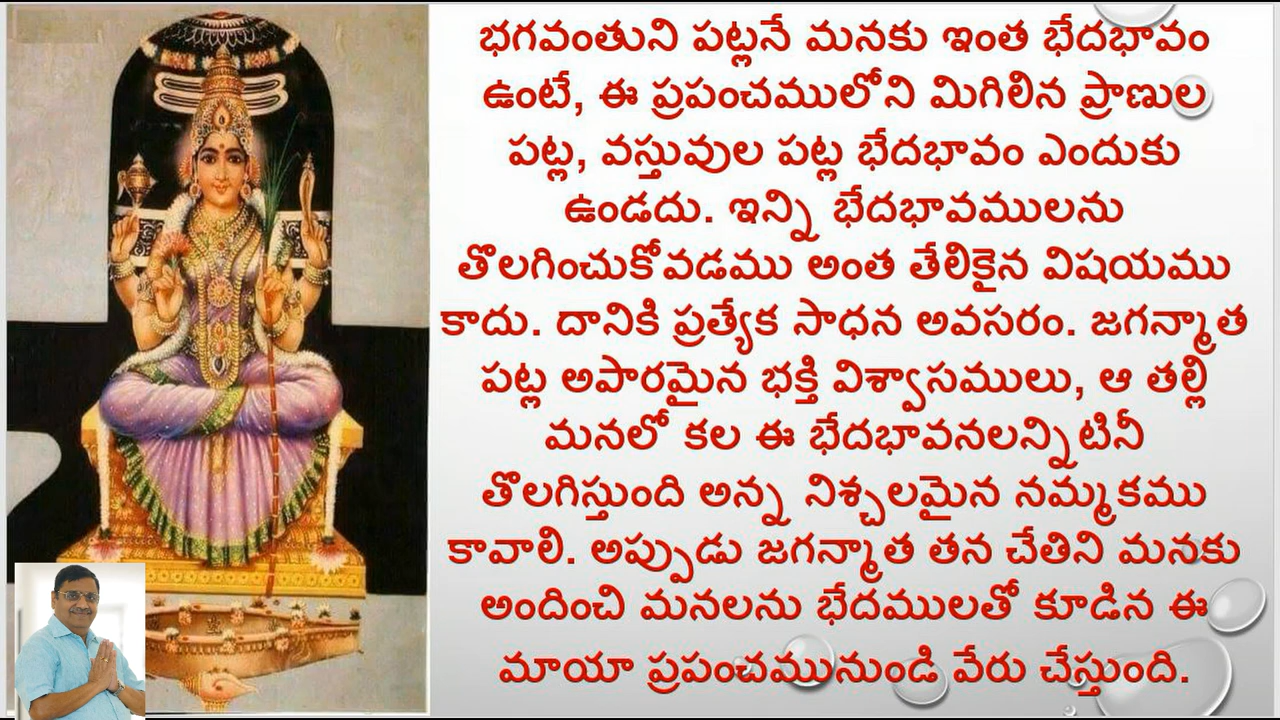 భగవంతుని పట్లనే మనకు ఇంత భేదభావం
ఉంటే, ఈ ప్రపంచములోని మిగిలిన ప్రాణుల
పట్ల, వస్తువుల పట్ల భేదభావం ఎందుకు
ఉండదు. ఇన్ని భేదభావములను
తొలగించుకోవడము అంత తేలికైన విషయము
కాదు. దానికి ప్రత్యేక సాధన అవసరం. జగన్మాత
పట్ల అపారమైన భక్తి విశ్వాసములు, ఆ తల్లి
మనలో కల ఈ భేదభావనలన్నిటినీ
తొలగిస్తుంది అన్న నిశ్చలమైన నమ్మకము
కావాలి. అప్పుడు జగన్మాత తన చేతిని మనకు
అందించి మనలను భేదములతో కూడిన ఈ
మాయా ప్రపంచమునుండి వేరు చేస్తుంది.